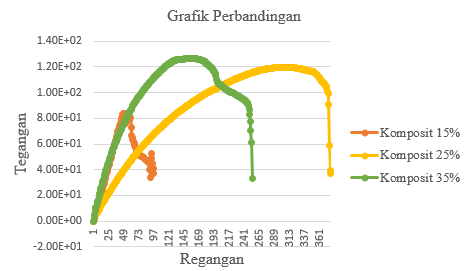 Grafik Perbandingan
1.40E+02
1.20E+02
1.00E+02
8.00E+01
6.00E+01
4.00E+01
2.00E+01
0.00E+00
-2.00E+01
Tegangan
1 25 49 73 97 121 145 169 193 217 241 265 289 313 337 361
Regangan
Komposit 15%
Komposit 25%
Komposit 35%